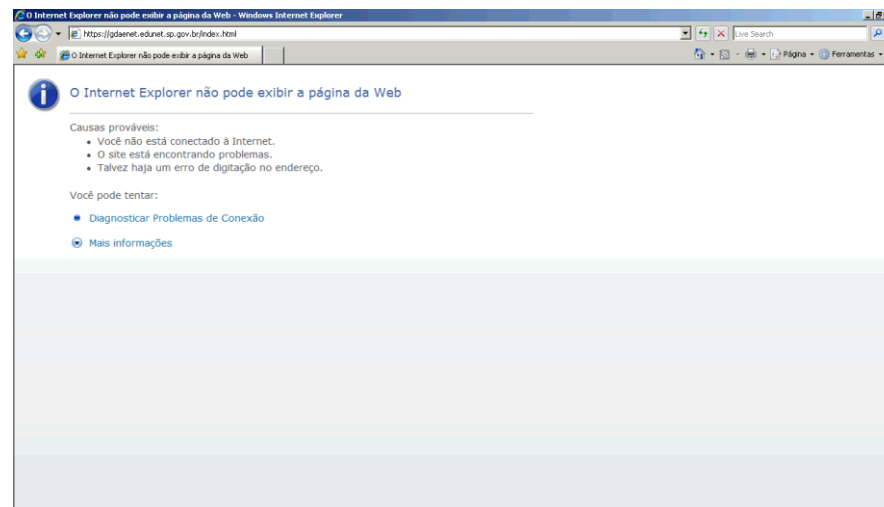 O Internet Explorer não pode exibir a página da Web - Windows Internet Explorer
https://gdaenet.edunet.sp.gov.br/index.html
Live Search
O Internet Explorer não pode exibir a página da Web
Página
Ferramentas
O Internet Explorer não pode exibir a página da Web
Causas prováveis:
• Você não está conectado à Internet.
• O site está encontrando problemas.
• Talvez haja um erro de digitação no endereço.
Você pode tentar:
Diagnosticar Problemas de Conexão
Mais informações